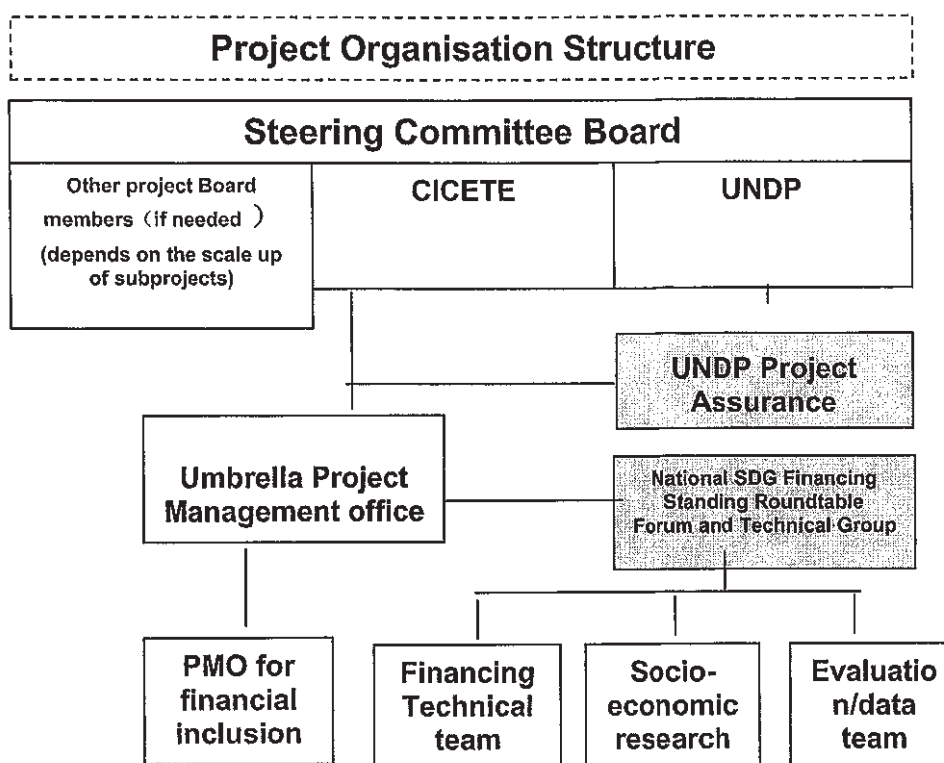 Project Organisation Structure
Steering Committee Board
Other project Board
members（if needed ）
(depends on the scale up
of subprojects)
CICETE
UNDP
UNDP Project
Assurance
Umbrella Project
Management office
National SDG Financing
Standing Roundtable
Forum and Technical Group
PMO for
financial
inclusion
Financing
Technical
team
Socio-
economic
research
Evaluatio
n/data
team